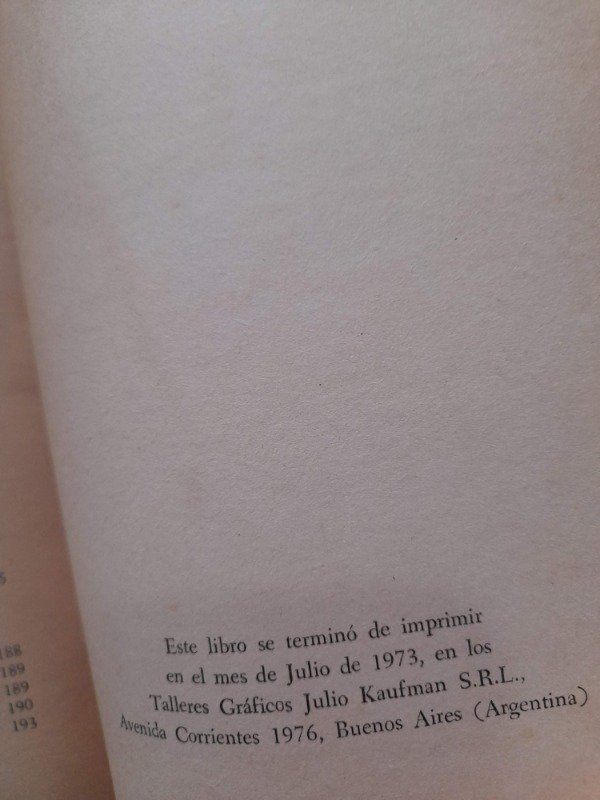 188
189
189
190
193
Este libro se terminó de imprimir
en el mes de Julio de 1973, en los
Talleres Gráficos Julio Kaufman S.R.L.,
Avenida Corrientes 1976, Buenos Aires (Argentina)